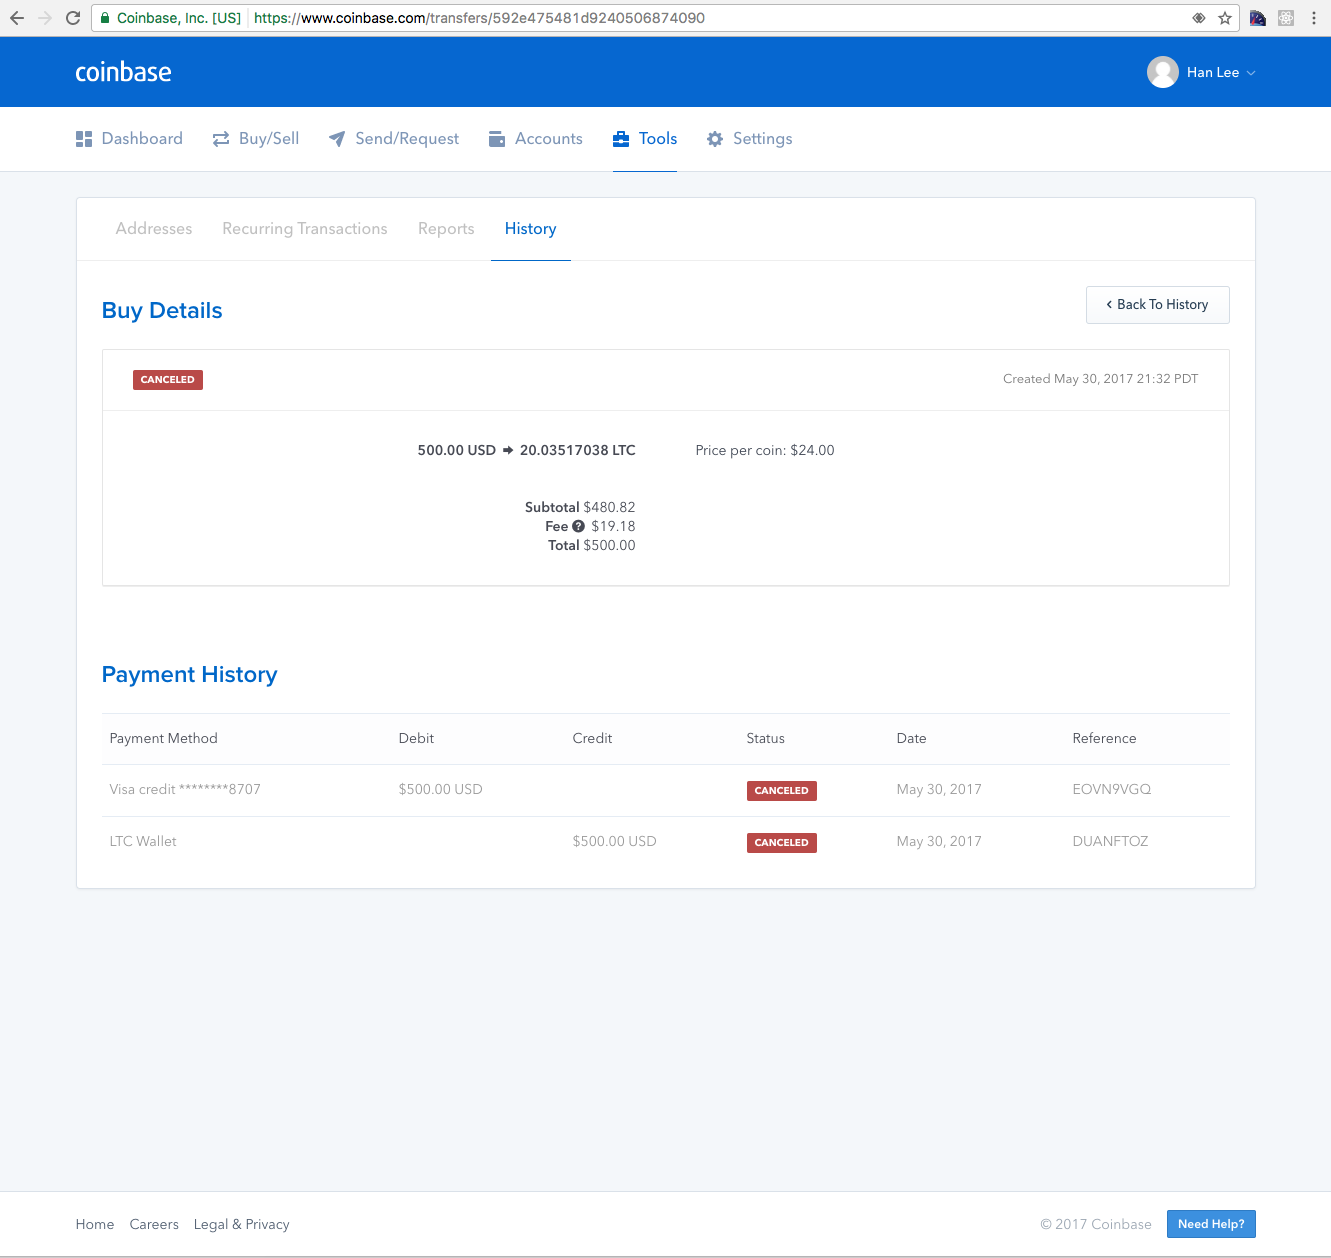 Coinbase, Inc. [US] https://www.coinbase.com/transfers/592e475481d9240506874090
coinbase
Han Lee
Dashboard Buy/Sell Send/Request Accounts Tools Settings
Addresses Recurring Transactions Reports History
Buy Details
Back To History
CANCELED
Created May 30, 2017 21:32 PDT
500.00 USD ➡ 20.03517038 LTC Price per coin: $24.00
Subtotal $480.82
Fee ? $19.18
Total $500.00
Payment History
Payment Method Debit Credit Status Date Reference
Visa credit ********8707 $500.00 USD CANCELED May 30, 2017 EOVN9VGQ
LTC Wallet $500.00 USD CANCELED May 30, 2017 DUANFTOZ
Home Careers Legal & Privacy
© 2017 Coinbase Need Help?